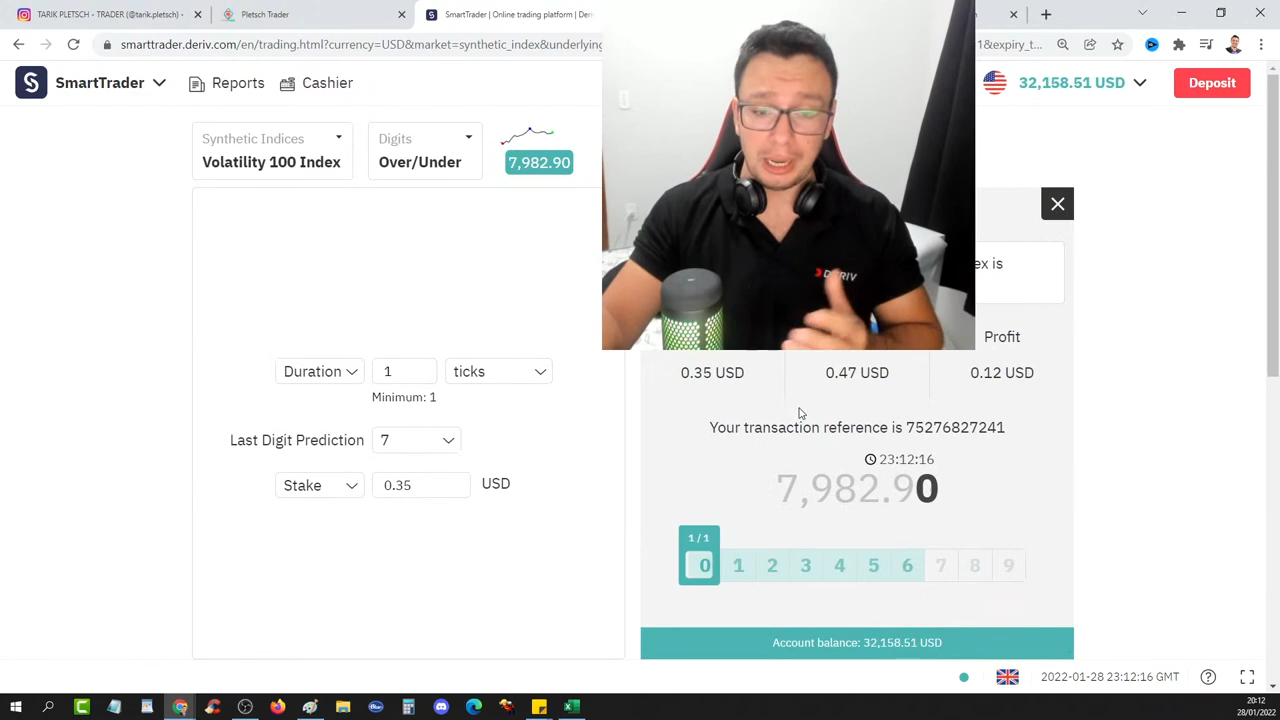 TARIK PLETSCH - TRADER (@tarik.pletsch)
Pletsch Trader
SmartTrader | Online trading platform | Deri
smarttrader.deriv.com/en/trading.html?currency=USD&market=synthetic_index&underlying
1&expiry_t...
S SmartTrader Reports Cashier
32,158.51 USD
Deposit
Synthetic Indices
Volatility 100 Index
Digits
Over/Under
7,982.90
DERIV
ex is
Profit
0.35 USD
0.47 USD
0.12 USD
Duration
1
ticks
Minimum: 1
Last Digit Prediction
7
Stake
0.35
USD
Your transaction reference is 75276827241
23:12:16
7,982.90
1 / 1
0 1 2 3 4 5 6 7 8 9
Account balance: 32,158.51 USD
2022-01-28 23:12:16 GMT
20:12
28/01/2022